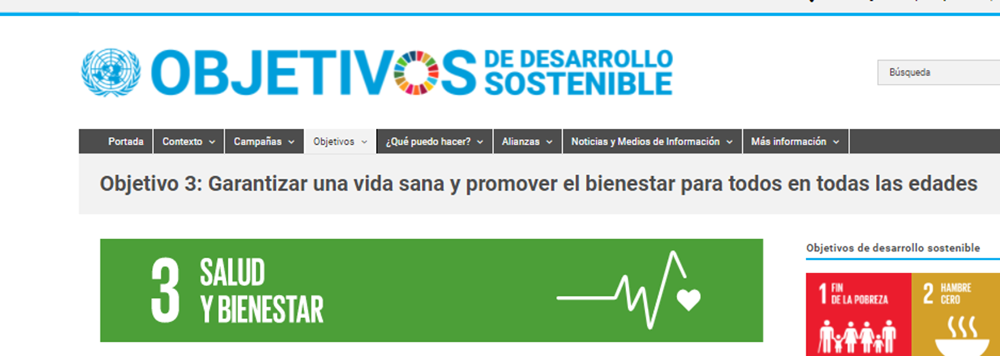 OBJETIVOS DE DESARROLLO
SOSTENIBLE
Búsqueda
Portada Contexto Campañas Objetivos ¿Qué puedo hacer? Alianzas Noticias y Medios de Información Más información
Objetivo 3: Garantizar una vida sana y promover el bienestar para todos en todas las edades
3 SALUD
Y BIENESTAR
Objetivos de desarrollo sostenible
1 FIN
DE LA POBREZA
2 HAMBRE
CERO